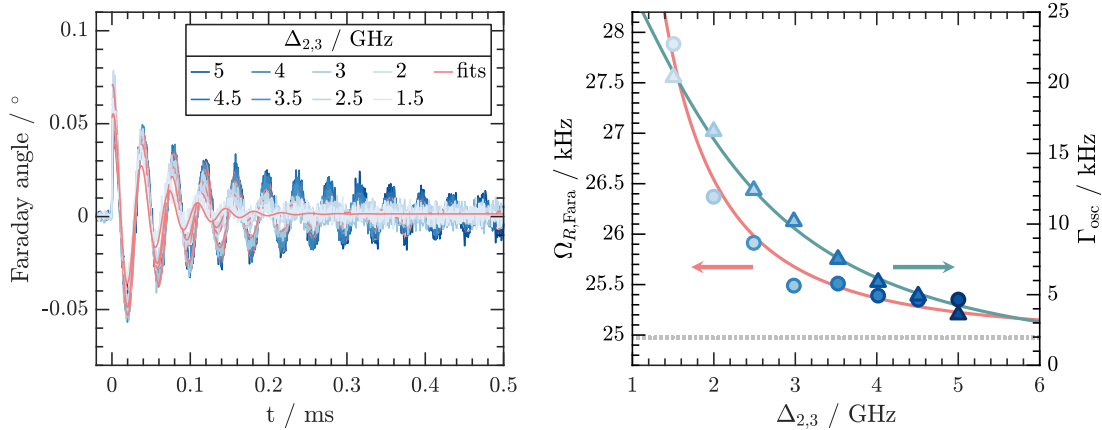 Δ2,3 / GHz
5 4 3 2 fits
4.5 3.5 2.5 1.5
0.1
0.05
0
-0.05
Faraday angle / °
0 0.1 0.2 0.3 0.4 0.5
t / ms
28
27.5
27
26.5
26
25.5
25
ΩR,Fara / kHz
25
20
15
10
5
0
Γosc / kHz
1 2 3 4 5 6
Δ2,3 / GHz